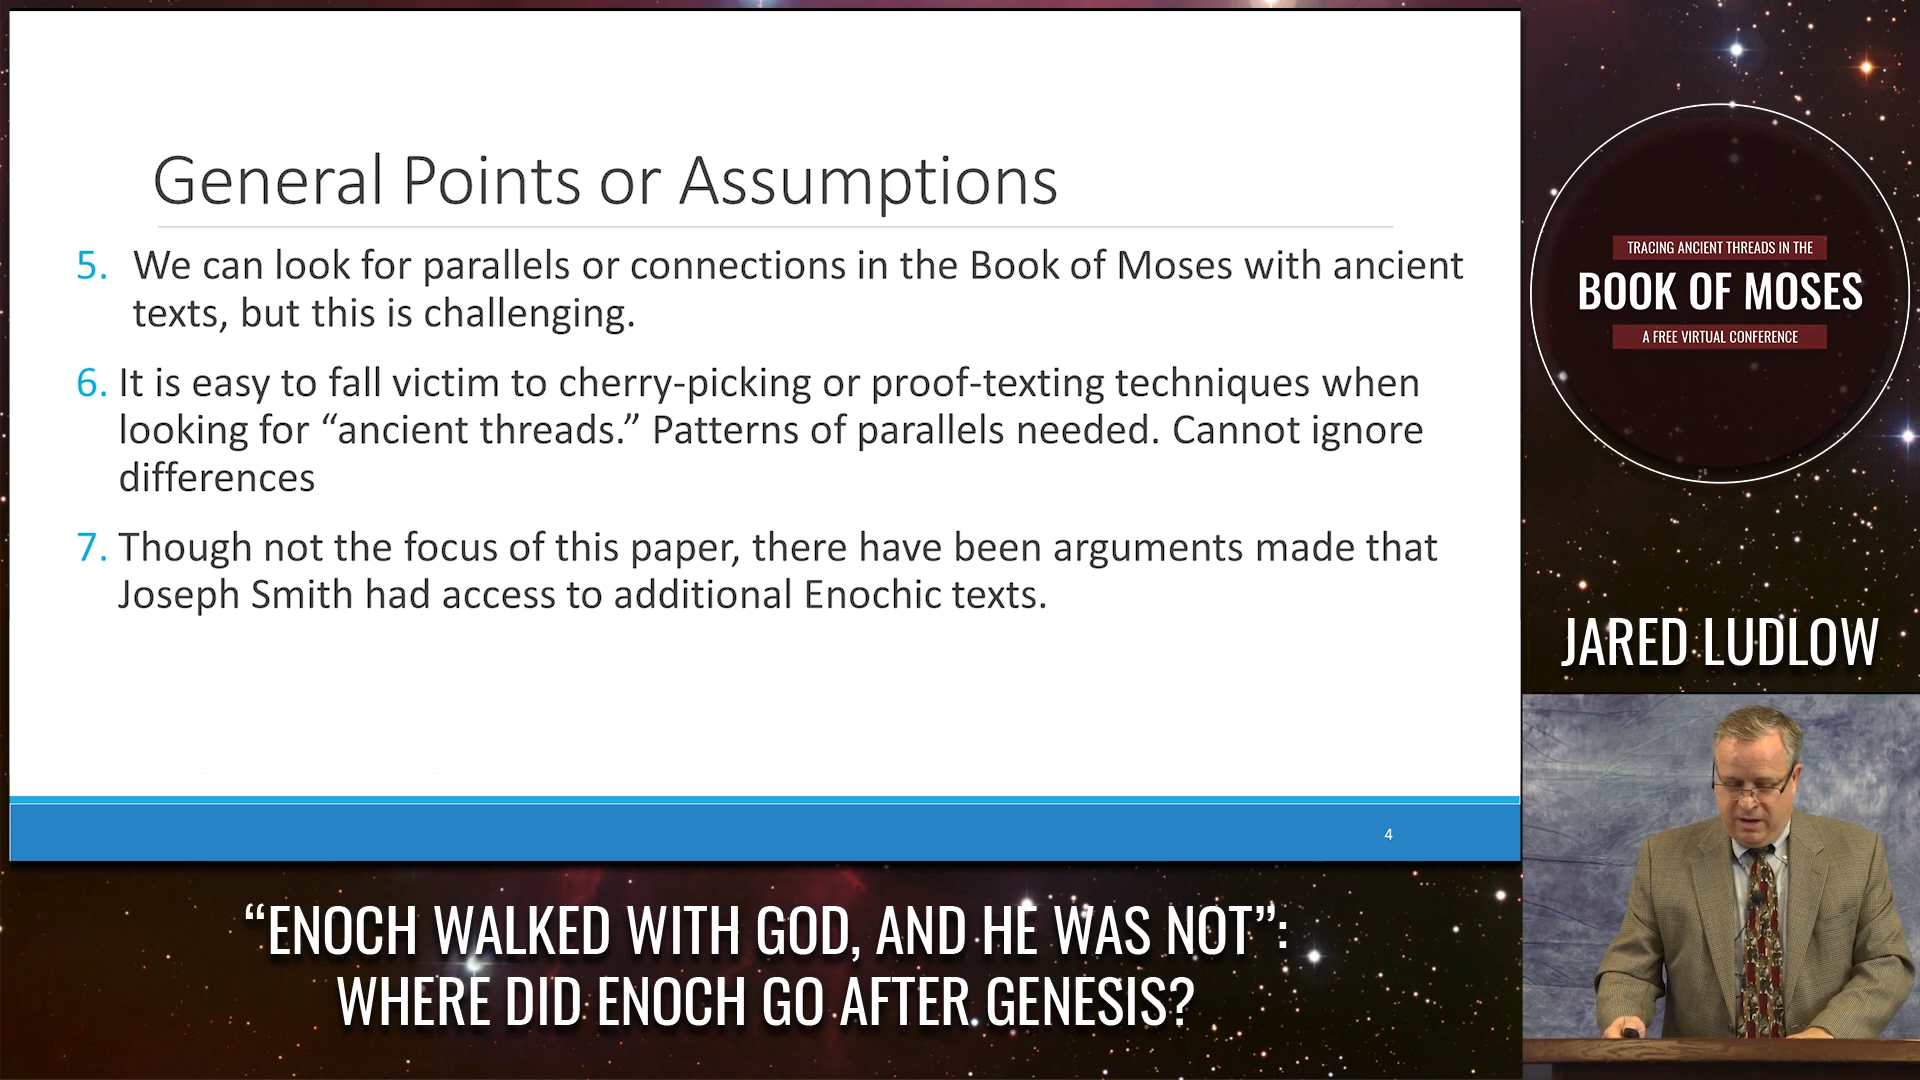 General Points or Assumptions
5. We can look for parallels or connections in the Book of Moses with ancient
texts, but this is challenging.
6. It is easy to fall victim to cherry-picking or proof-texting techniques when
looking for “ancient threads.” Patterns of parallels needed. Cannot ignore
differences
7. Though not the focus of this paper, there have been arguments made that
Joseph Smith had access to additional Enochic texts.
4
TRACING ANCIENT THREADS IN THE
BOOK OF MOSES
A FREE VIRTUAL CONFERENCE
JARED LUDLOW
“ENOCH WALKED WITH GOD, AND HE WAS NOT”:
WHERE DID ENOCH GO AFTER GENESIS?